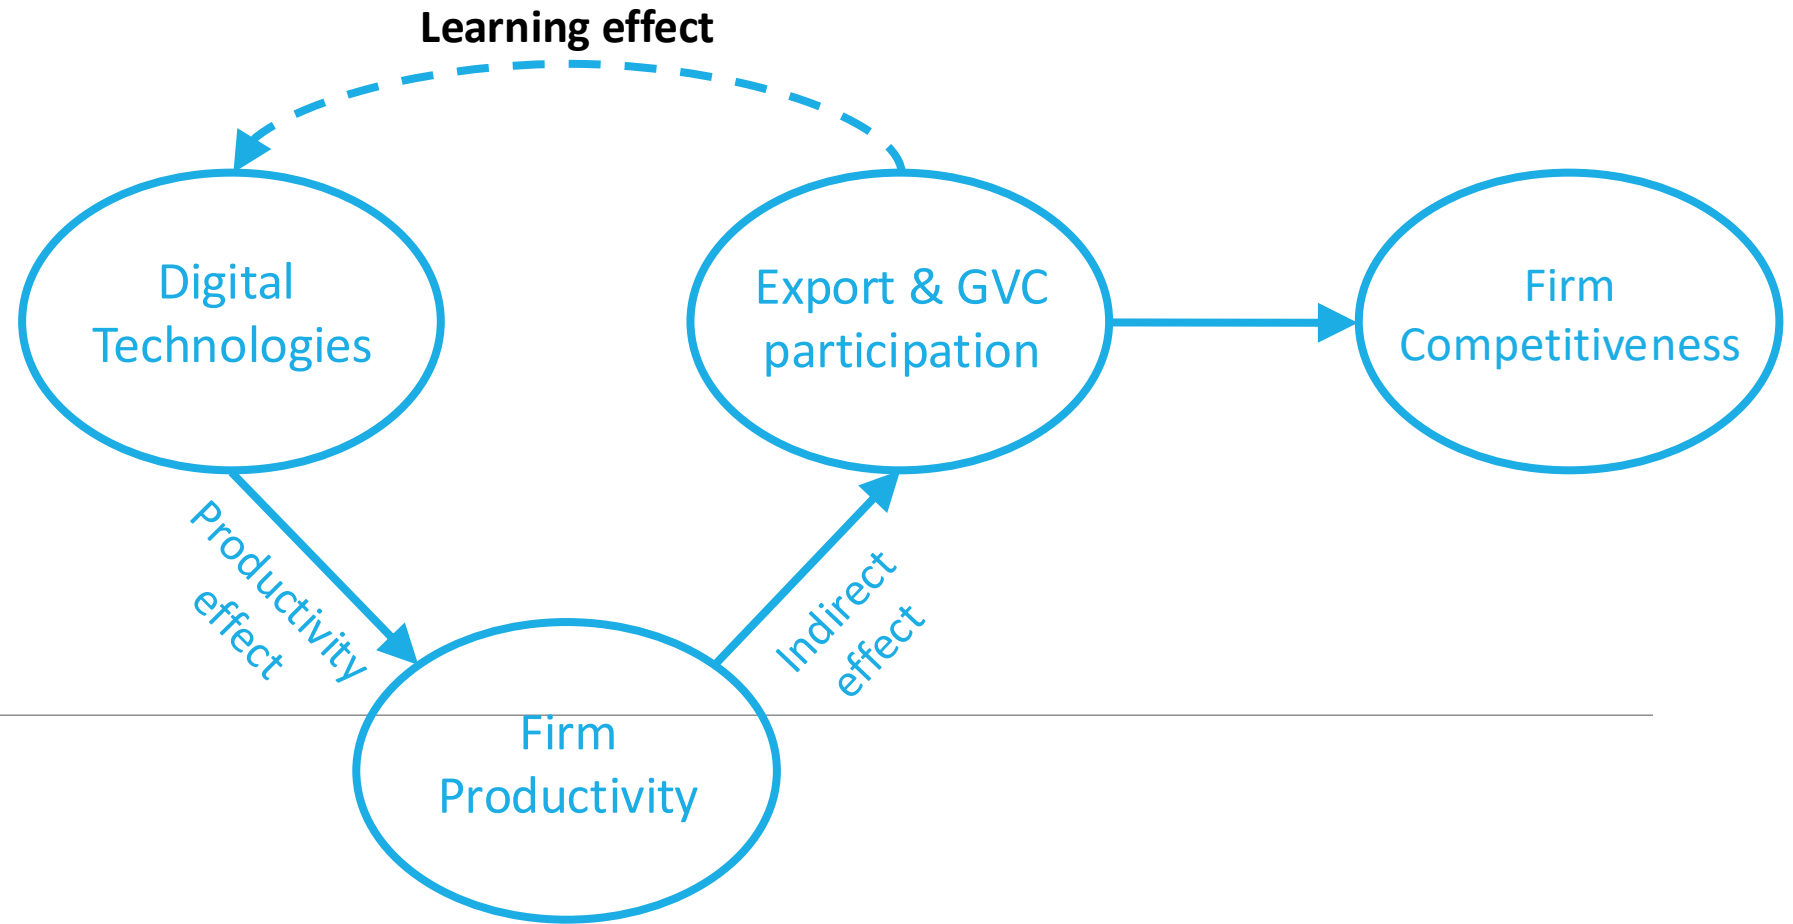 Learning effect
Digital
Technologies
Export & GVC
participation
Firm
Competitiveness
Productivity
effect
Indirect
effect
Firm
Productivity